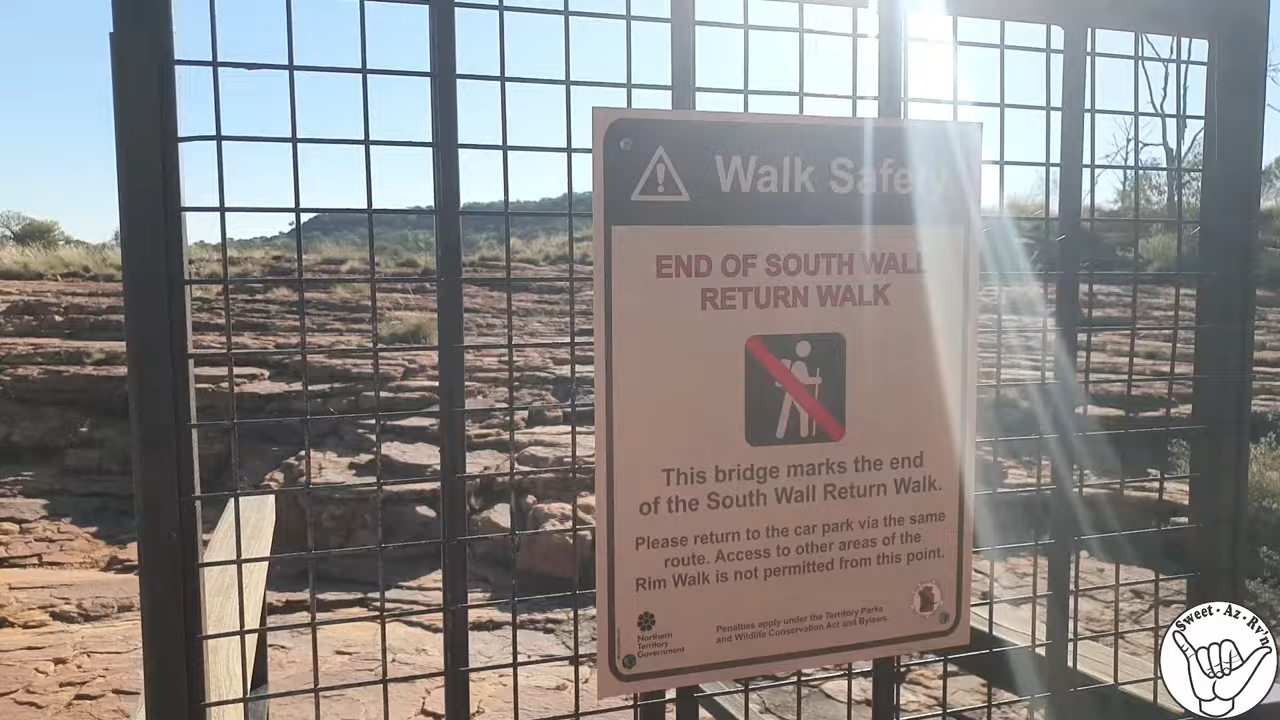 Walk Safe
END OF SOUTH WALL
RETURN WALK
This bridge marks the end
of the South Wall Return Walk.
Please return to the car park via the same
route. Access to other areas of the
Rim Walk is not permitted from this point.
Northern
Territory
Government
Penalties apply under the Territory Parks
and Wildlife Conservation Act and Bylaws.
Sweet·Az·Rv'n